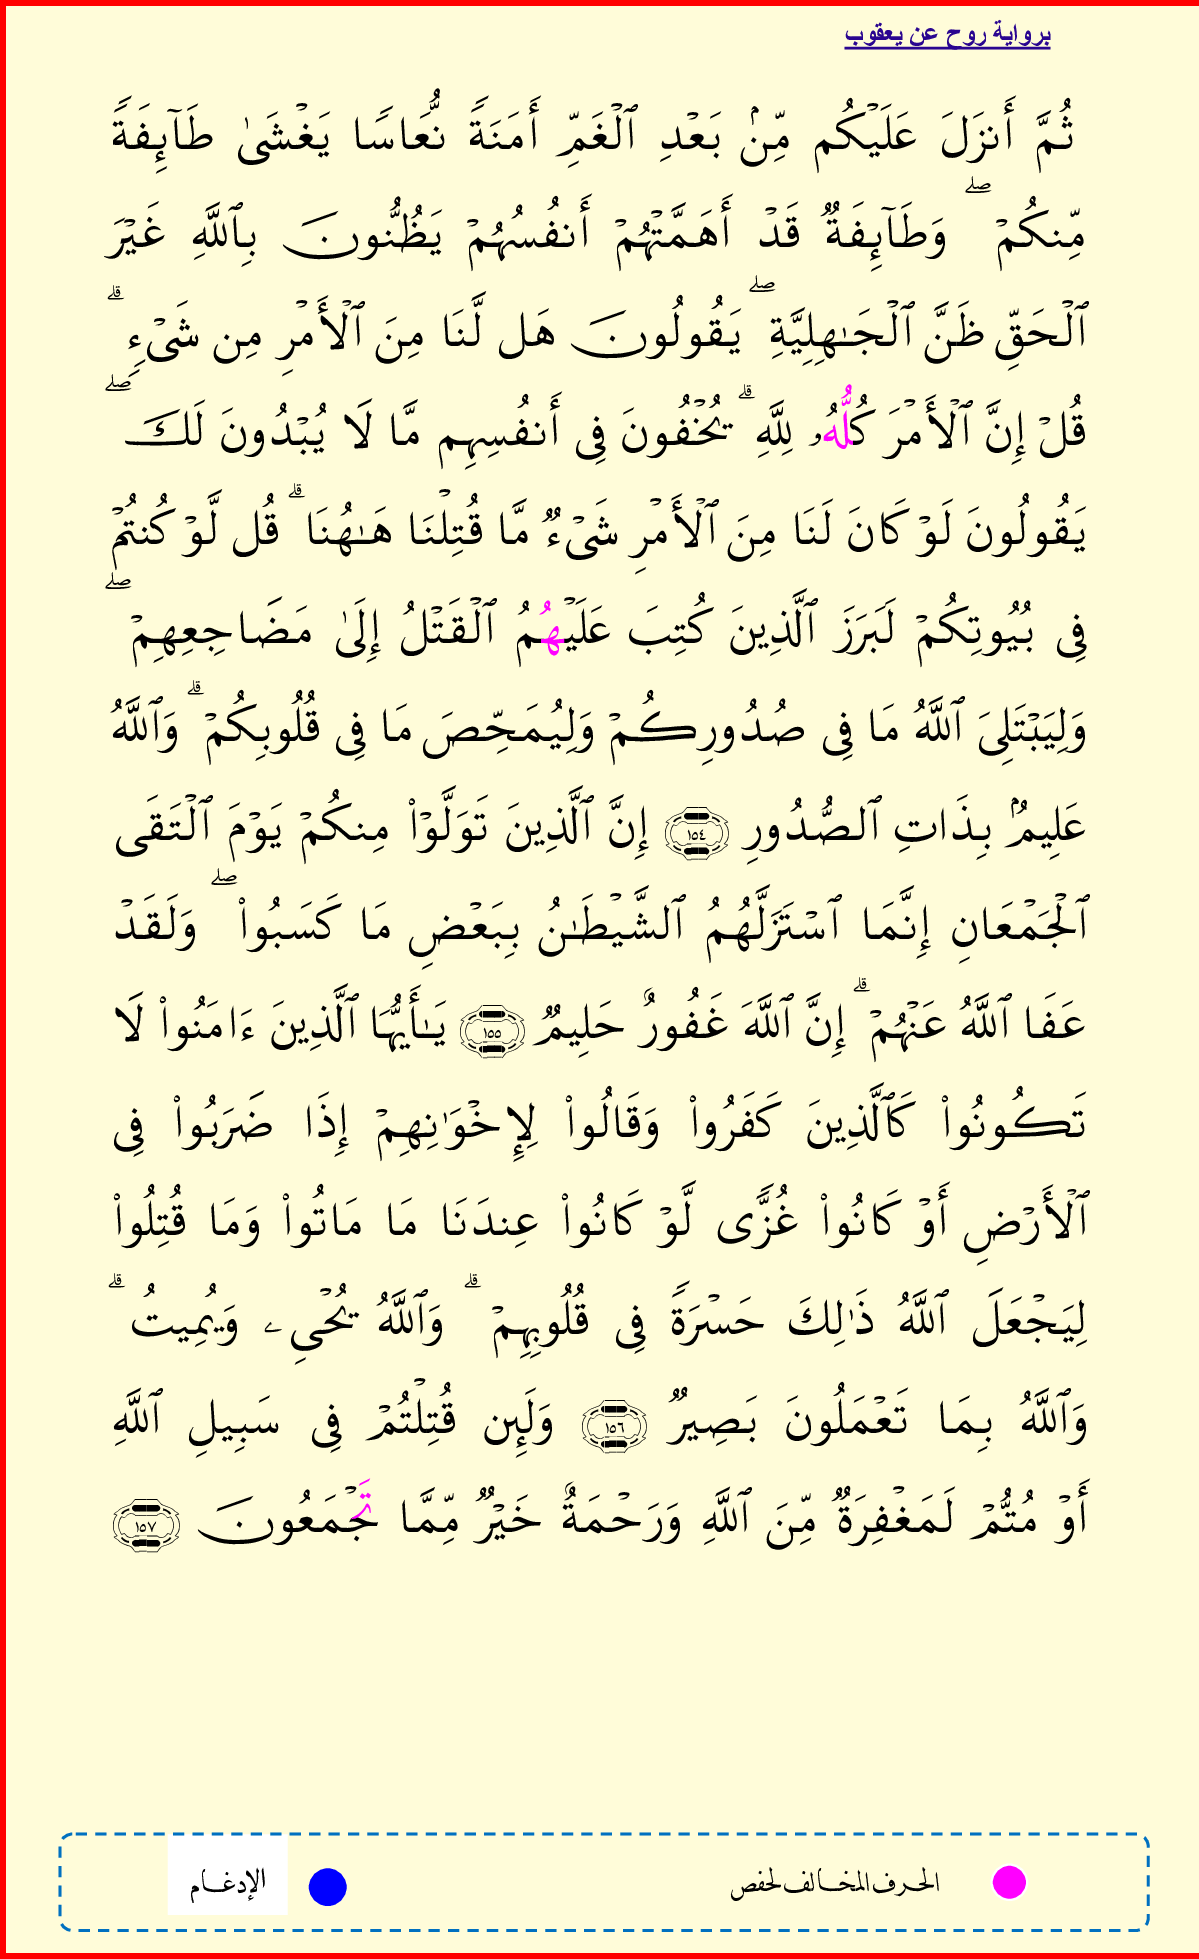 برواية روح عن يعقوب
ثُمَّ أَنزَلَ عَلَيْكُم مِّنۢ بَعْدِ ٱلْغَمِّ أَمَنَةً نُّعَاسًا يَغْشَىٰ طَآئِفَةً
مِّنكُمْ ۖ وَطَآئِفَةٌ قَدْ أَهَمَّتْهُمْ أَنفُسُهُمْ يَظُنُّونَ بِٱللَّهِ غَيْرَ
ٱلْحَقِّ ظَنَّ ٱلْجَٰهِلِيَّةِ ۖ يَقُولُونَ هَل لَّنَا مِنَ ٱلْأَمْرِ مِن شَىْءٍ ۗ
قُلْ إِنَّ ٱلْأَمْرَ كُلُّهُۥ لِلَّهِ ۗ يُخْفُونَ فِى أَنفُسِهِم مَّا لَا يُبْدُونَ لَكَ ۖ
يَقُولُونَ لَوْ كَانَ لَنَا مِنَ ٱلْأَمْرِ شَىْءٌ مَّا قُتِلْنَا هَٰهُنَا ۗ قُل لَّوْ كُنتُمْ
فِى بُيُوتِكُمْ لَبَرَزَ ٱلَّذِينَ كُتِبَ عَلَيْهُمُ ٱلْقَتْلُ إِلَىٰ مَضَاجِعِهِمْ ۖ
وَلِيَبْتَلِىَ ٱللَّهُ مَا فِى صُدُورِكُمْ وَلِيُمَحِّصَ مَا فِى قُلُوبِكُمْ ۗ وَٱللَّهُ
عَلِيمٌۢ بِذَاتِ ٱلصُّدُورِ ١٥٤ إِنَّ ٱلَّذِينَ تَوَلَّوْا۟ مِنكُمْ يَوْمَ ٱلْتَقَى
ٱلْجَمْعَانِ إِنَّمَا ٱسْتَزَلَّهُمُ ٱلشَّيْطَٰنُ بِبَعْضِ مَا كَسَبُوا۟ ۖ وَلَقَدْ
عَفَا ٱللَّهُ عَنْهُمْ ۗ إِنَّ ٱللَّهَ غَفُورٌ حَلِيمٌ ١٥٥ يَٰٓأَيُّهَا ٱلَّذِينَ ءَامَنُوا۟ لَا
تَكُونُوا۟ كَٱلَّذِينَ كَفَرُوا۟ وَقَالُوا۟ لِإِخْوَٰنِهِمْ إِذَا ضَرَبُوا۟ فِى
ٱلْأَرْضِ أَوْ كَانُوا۟ غُزًّى لَّوْ كَانُوا۟ عِندَنَا مَا مَاتُوا۟ وَمَا قُتِلُوا۟
لِيَجْعَلَ ٱللَّهُ ذَٰلِكَ حَسْرَةً فِى قُلُوبِهِمْ ۗ وَٱللَّهُ يُحْىِۦ وَيُمِيتُ ۗ
وَٱللَّهُ بِمَا تَعْمَلُونَ بَصِيرٌ ١٥٦ وَلَئِن قُتِلْتُمْ فِى سَبِيلِ ٱللَّهِ
أَوْ مُتُّمْ لَمَغْفِرَةٌ مِّنَ ٱللَّهِ وَرَحْمَةٌ خَيْرٌ مِّمَّا تَجْمَعُونَ ١٥٧
الحرف المخالف لحفص الإدغام